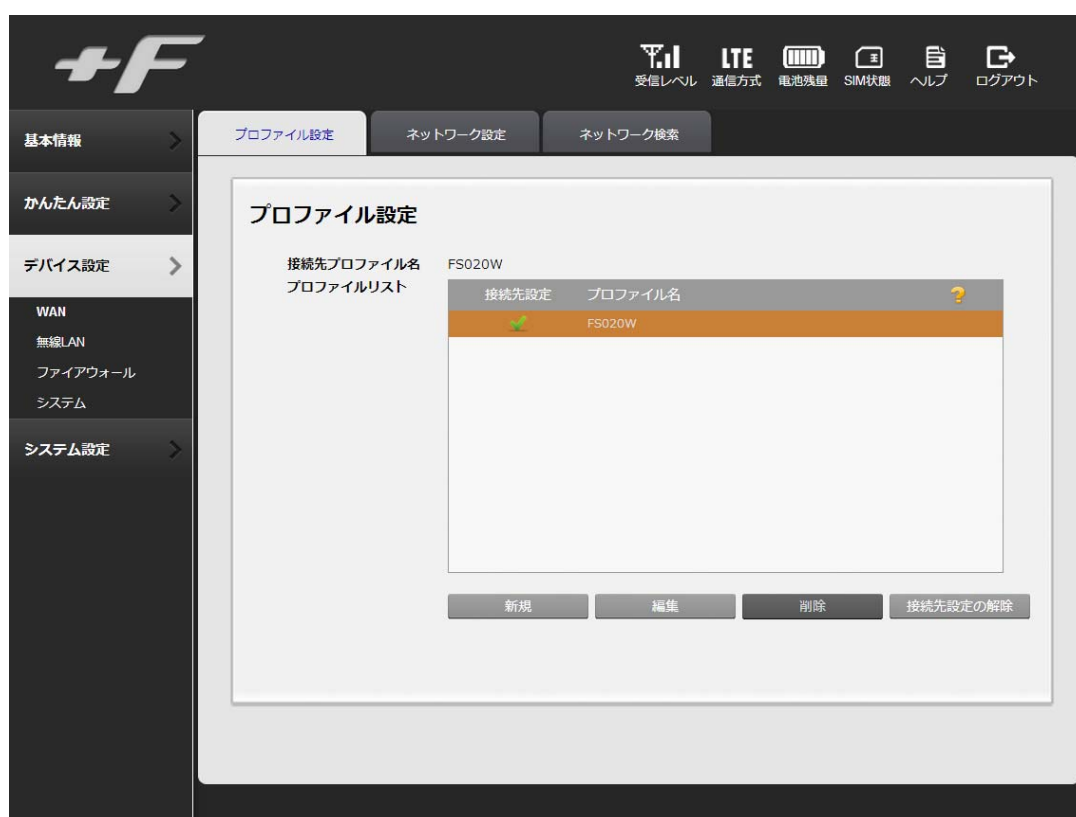 +F
受信レベル
LTE
通信方式
電池残量
SIM状態
ヘルプ
ログアウト
基本情報
かんたん設定
デバイス設定
WAN
無線LAN
ファイアウォール
システム
システム設定
プロファイル設定 ネットワーク設定 ネットワーク検索
プロファイル設定
接続先プロファイル名 FS020W
プロファイルリスト
接続先設定 プロファイル名 ?
FS020W
新規 編集 削除 接続先設定の解除